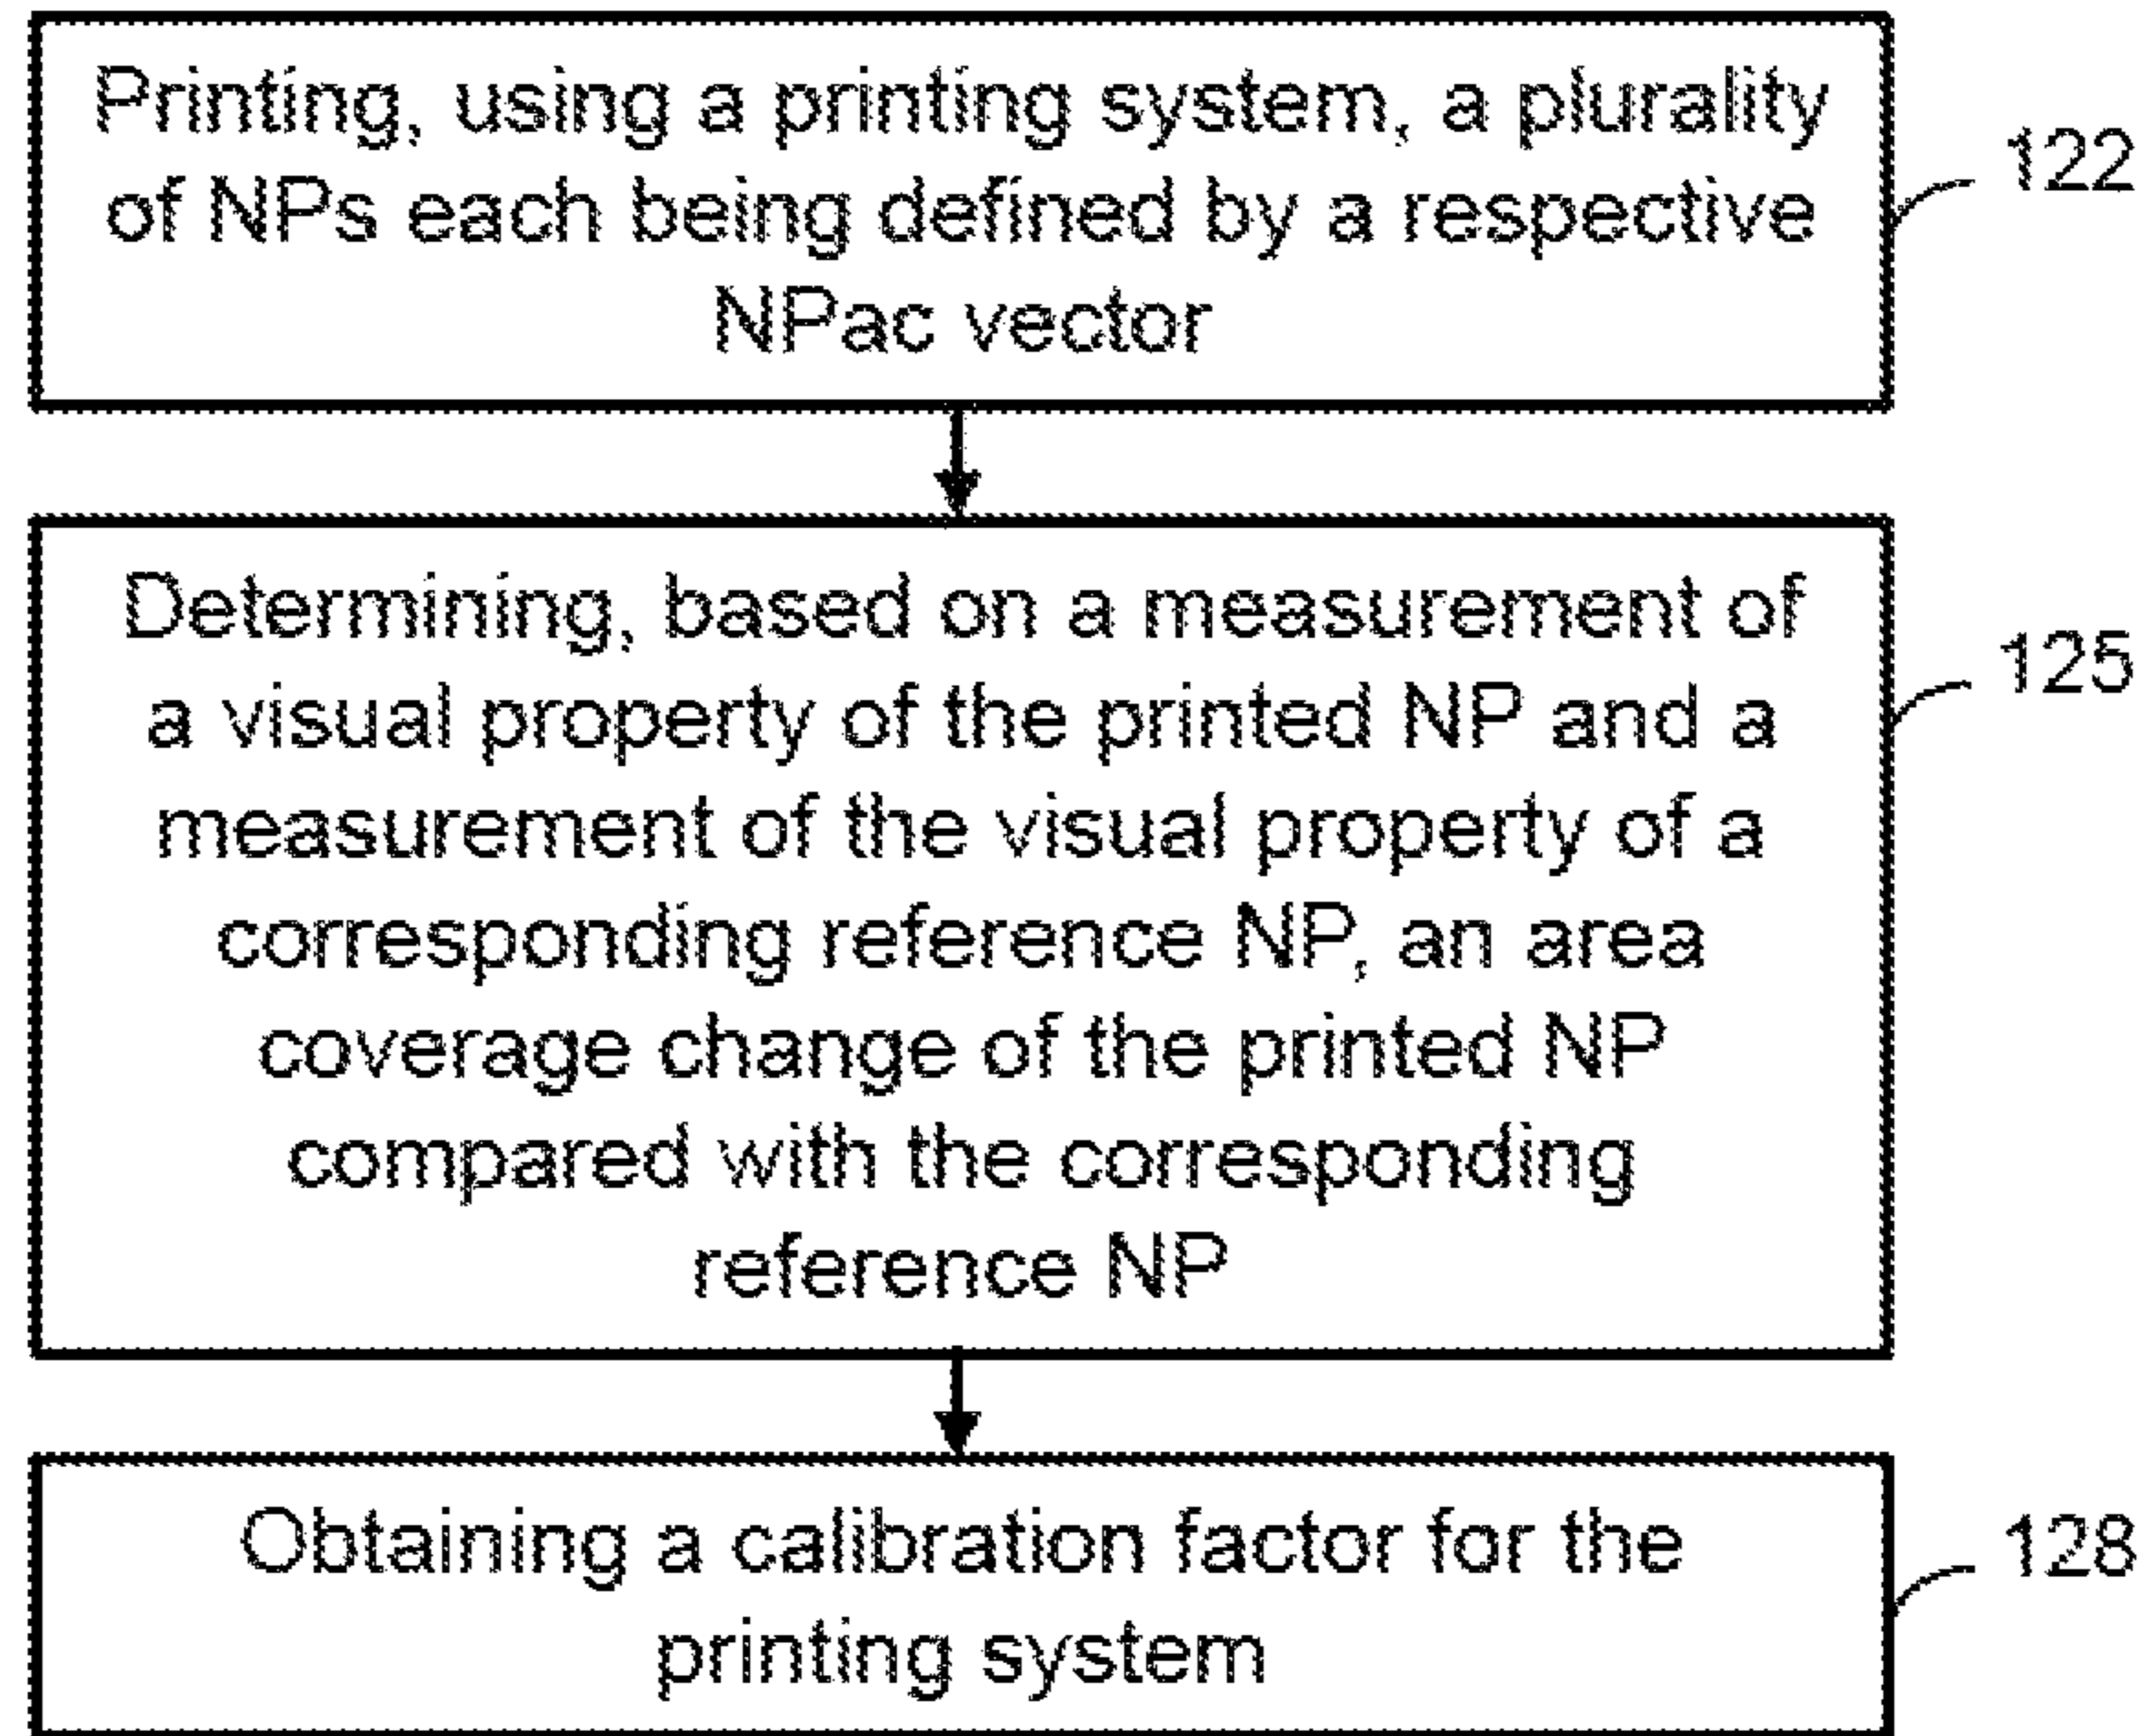 Printing, using a printing system, a plurality
of NPs each being defined by a respective
NPac vector
122
Determining, based on a measurement of
a visual property of the printed NP and a
measurement of the visual property of a
corresponding reference NP, an area
coverage change of the printed NP
compared with the corresponding
reference NP
125
Obtaining a calibration factor for the
printing system
128